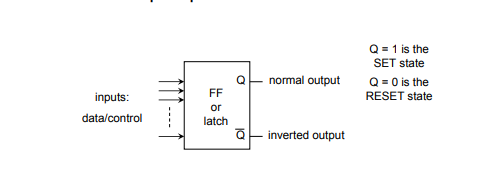 Q = 1 is the
SET state
Q = 0 is the
RESET state
Q
normal output
inputs:
data/control
FF
or
latch
Q̅
inverted output